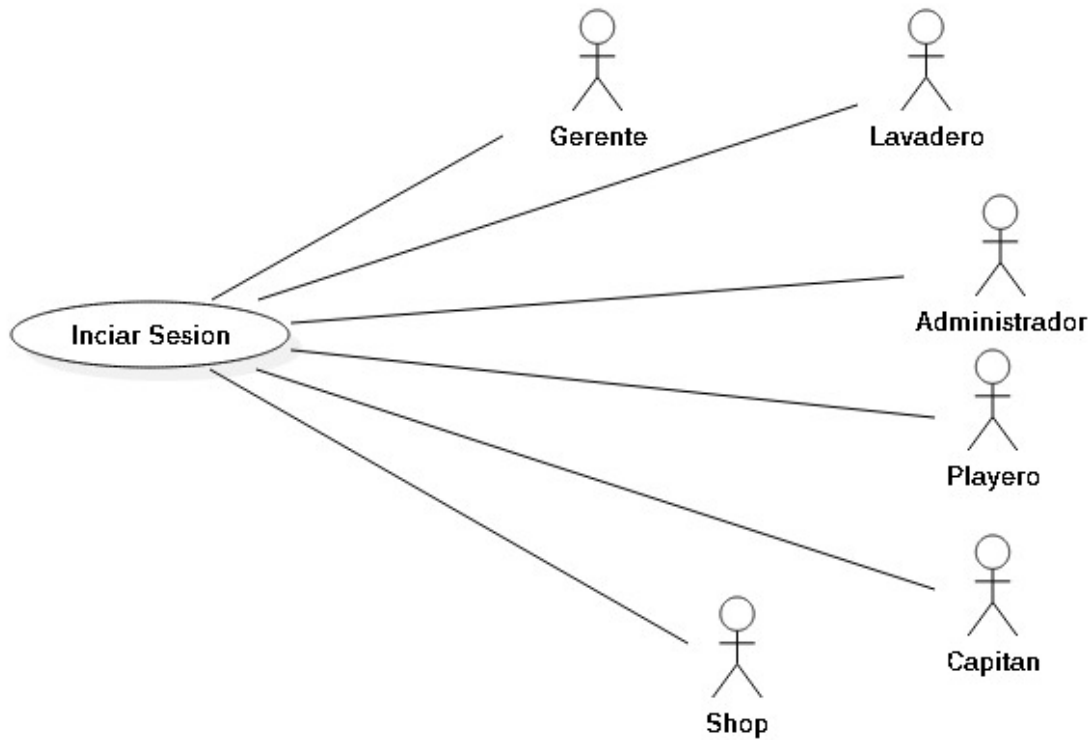 Gerente
Lavadero
Administrador
Inciar Sesion
Playero
Capitan
Shop